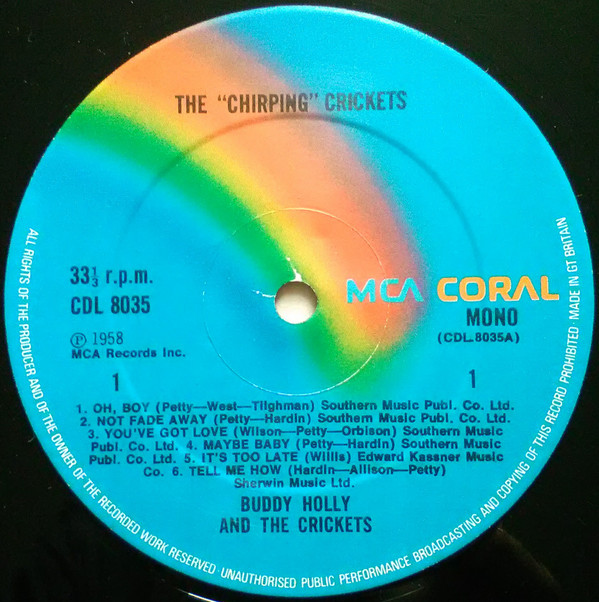 THE "CHIRPING" CRICKETS
33⅓ r.p.m.
CDL 8035
MCA CORAL
MONO
(CDL.8035A)
Ⓟ 1958
MCA Records Inc.
1
1
1. OH, BOY (Petty—West—Tilghman) Southern Music Publ. Co. Ltd.
2. NOT FADE AWAY (Petty—Hardin) Southern Music Publ. Co. Ltd.
3. YOU'VE GOT LOVE (Wilson—Petty—Orbison) Southern Music
Publ. Co. Ltd. 4. MAYBE BABY (Petty—Hardin) Southern Music
Publ. Co. Ltd. 5. IT'S TOO LATE (Willis) Edward Kassner Music
Co. 6. TELL ME HOW (Hardin—Allison—Petty)
Sherwin Music Ltd.
BUDDY HOLLY
AND THE CRICKETS
ALL RIGHTS OF THE PRODUCER AND OF THE OWNER OF THE RECORDED WORK RESERVED UNAUTHORISED PUBLIC PERFORMANCE BROADCASTING AND COPYING OF THIS RECORD PROHIBITED MADE IN GT BRITAIN